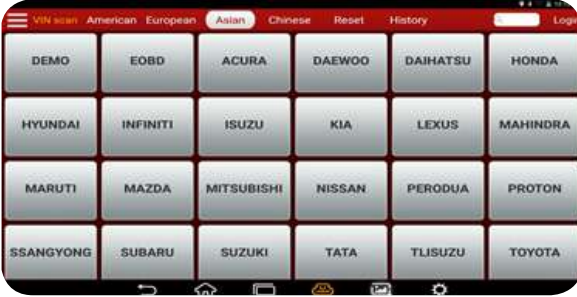 VIN scan American European Asian Chinese Reset History Login
DEMO EOBD ACURA DAEWOO DAIHATSU HONDA
HYUNDAI INFINITI ISUZU KIA LEXUS MAHINDRA
MARUTI MAZDA MITSUBISHI NISSAN PERODUA PROTON
SSANGYONG SUBARU SUZUKI TATA TLISUZU TOYOTA